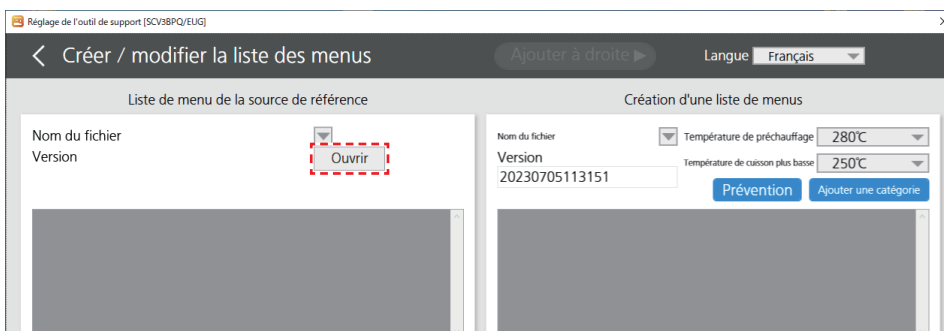 Réglage de l'outil de support [SCV3BPQ/EUG]
Créer / modifier la liste des menus
Ajouter à droite ▶
Langue Français
Liste de menu de la source de référence
Création d'une liste de menus
Nom du fichier
Version
Ouvrir
Nom du fichier
Température de préchauffage 280℃
Version
Température de cuisson plus basse 250℃
20230705113151
Prévention
Ajouter une catégorie